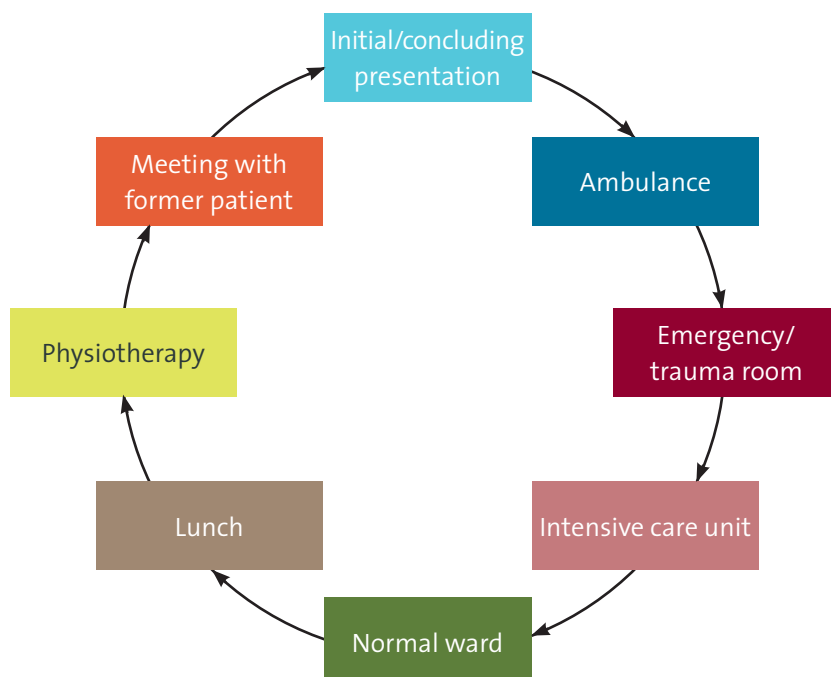 Initial/concluding
presentation
Ambulance
Emergency/
trauma room
Intensive care unit
Normal ward
Lunch
Physiotherapy
Meeting with
former patient